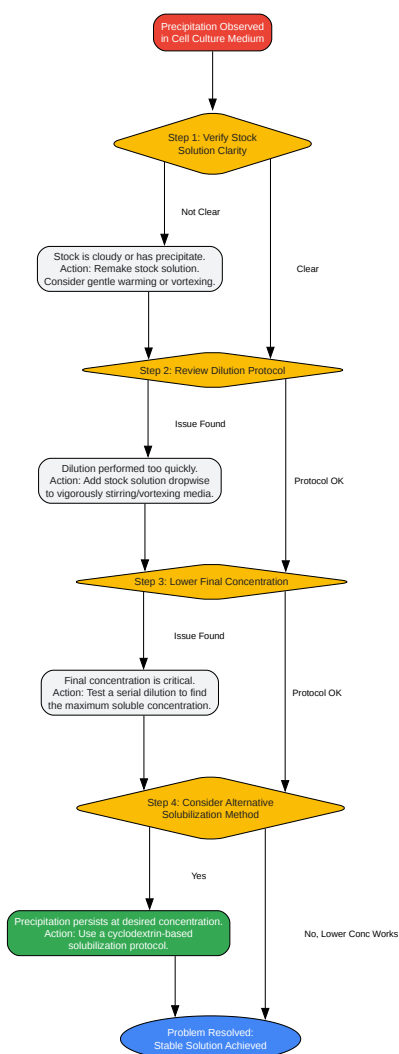 Precipitation Observed
in Cell Culture Medium
Step 1: Verify Stock
Solution Clarity
Not Clear
Stock is cloudy or has precipitate.
Action: Remake stock solution.
Consider gentle warming or vortexing.
Clear
Step 2: Review Dilution Protocol
Issue Found
Dilution performed too quickly.
Action: Add stock solution dropwise
to vigorously stirring/vortexing media.
Protocol OK
Step 3: Lower Final Concentration
Issue Found
Final concentration is critical.
Action: Test a serial dilution to find
the maximum soluble concentration.
Protocol OK
Step 4: Consider Alternative
Solubilization Method
Yes
Precipitation persists at desired concentration.
Action: Use a cyclodextrin-based
solubilization protocol.
No, Lower Conc Works
Problem Resolved:
Stable Solution Achieved